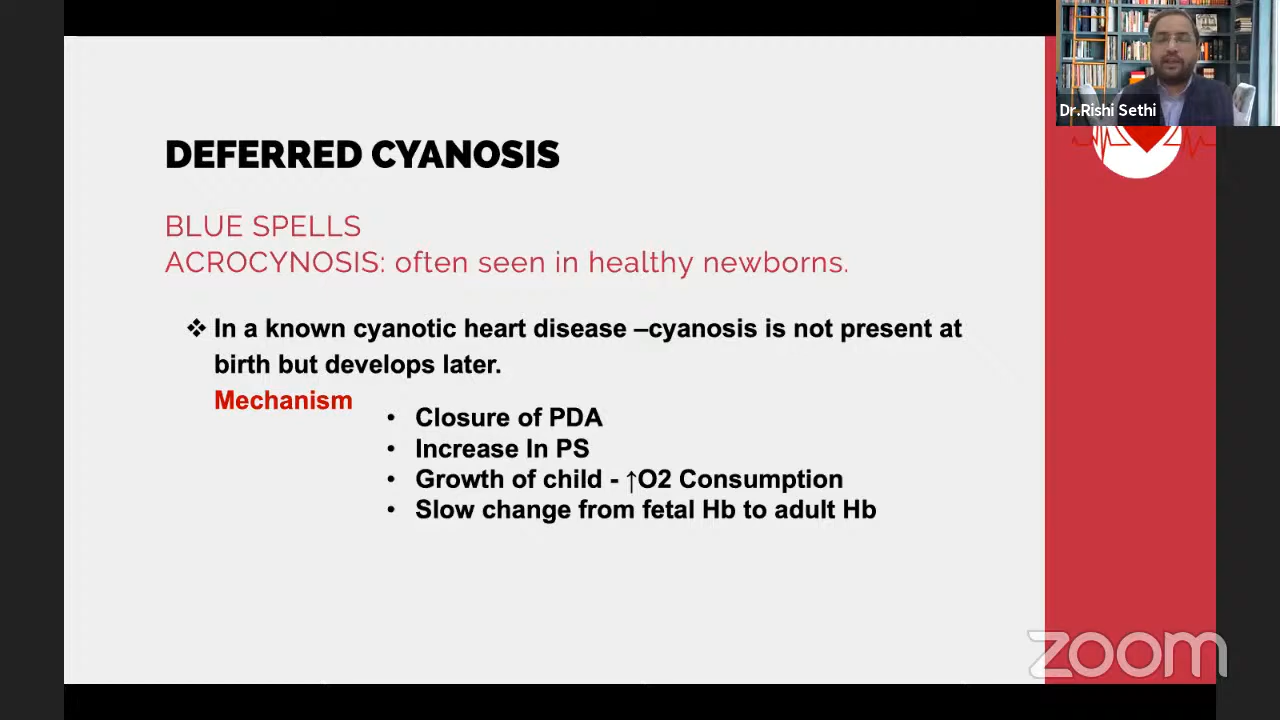 Dr.Rishi Sethi
DEFERRED CYANOSIS
BLUE SPELLS
ACROCYNOSIS: often seen in healthy newborns.
❖ In a known cyanotic heart disease –cyanosis is not present at
birth but develops later.
Mechanism
• Closure of PDA
• Increase In PS
• Growth of child - ↑O2 Consumption
• Slow change from fetal Hb to adult Hb
zoom